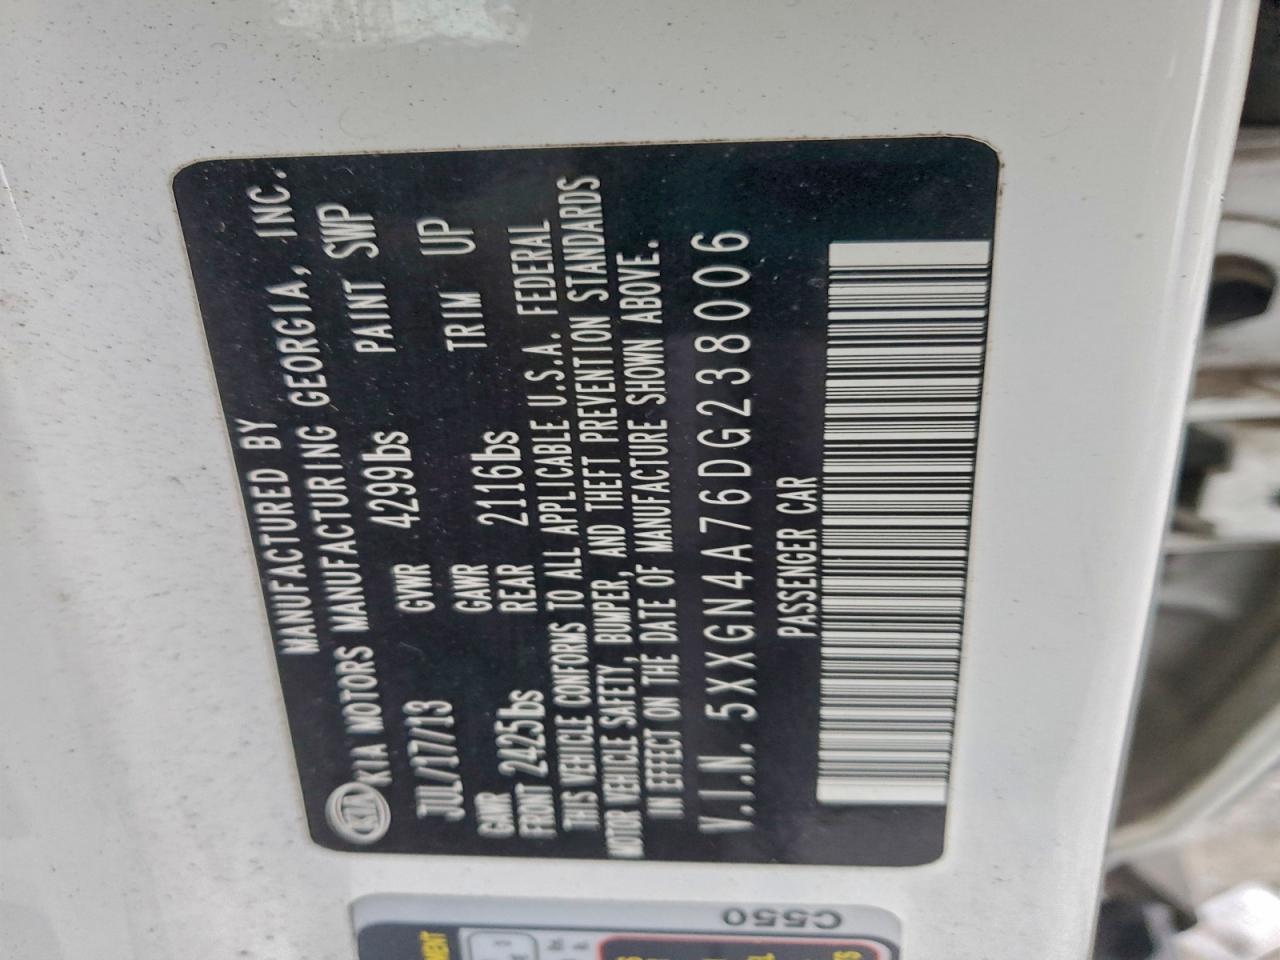 MANUFACTURED BY
KIA KIA MOTORS MANUFACTURING GEORGIA, INC.
JUL/17/13 GVWR 4299lbs PAINT SWP
GAWR FRONT 2425lbs GAWR REAR 2116lbs TRIM UP
THIS VEHICLE CONFORMS TO ALL APPLICABLE U.S.A. FEDERAL
MOTOR VEHICLE SAFETY, BUMPER, AND THEFT PREVENTION STANDARDS
IN EFFECT ON THE DATE OF MANUFACTURE SHOWN ABOVE.
V.I.N. 5XXGN4A76DG238006
PASSENGER CAR
C550